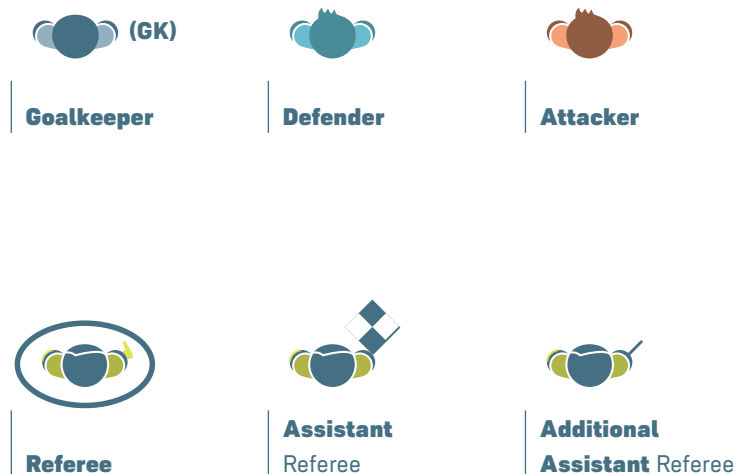 (GK)
Goalkeeper
Defender
Attacker
Referee
Assistant
Referee
Additional
Assistant Referee